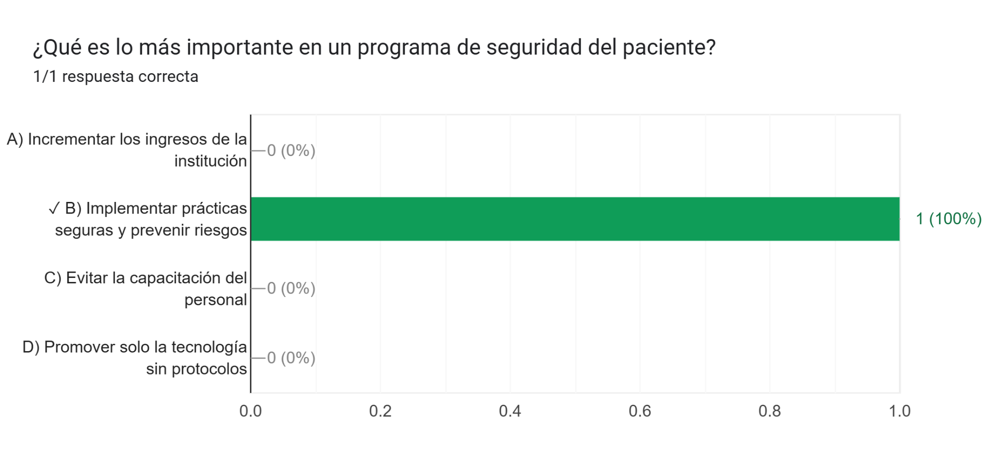 ¿Qué es lo más importante en un programa de seguridad del paciente?
1/1 respuesta correcta
A) Incrementar los ingresos de la
institución
0 (0%)
✓ B) Implementar prácticas
seguras y prevenir riesgos
1 (100%)
C) Evitar la capacitación del
personal
0 (0%)
D) Promover solo la tecnología
sin protocolos
0 (0%)
0.0 0.2 0.4 0.6 0.8 1.0